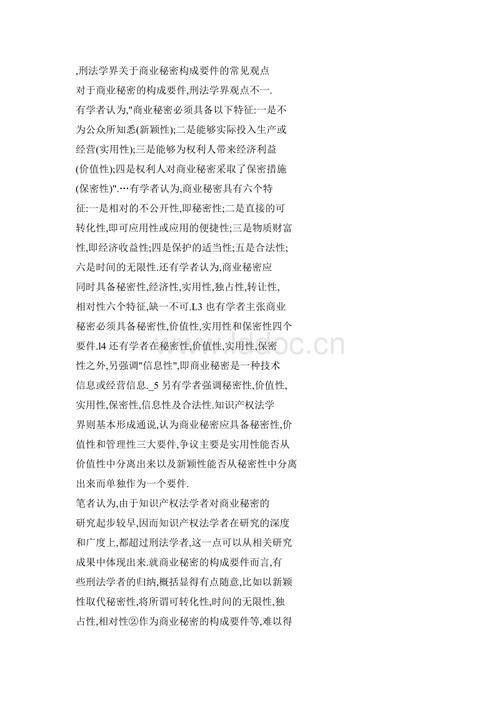 ,刑法学界关于商业秘密构成要件的常见观点
对于商业秘密的构成要件,刑法学界观点不一.
有学者认为,"商业秘密必须具备以下特征:一是不
为公众所知悉(新颖性);二是能够实际投入生产或
经营(实用性);三是能够为权利人带来经济利益
(价值性);四是权利人对商业秘密采取了保密措施
(保密性)".…有学者认为,商业秘密具有六个特
征:一是相对的不公开性,即秘密性;二是直接的可
转化性,即可应用性或应用的便捷性;三是物质财富
性,即经济收益性;四是保护的适当性;五是合法性;
六是时间的无限性.还有学者认为,商业秘密应
同时具备秘密性,经济性,实用性,独占性,转让性,
相对性六个特征,缺一不可.L3 也有学者主张商业
秘密必须具备秘密性,价值性,实用性和保密性四个
要件.l4 还有学者在秘密性,价值性,实用性,保密
性之外,另强调"信息性",即商业秘密是一种技术
信息或经营信息._5 另有学者强调秘密性,价值性,
实用性,保密性,信息性及合法性.知识产权法学
界则基本形成通说,认为商业秘密应具备秘密性,价
值性和管理性三大要件,争议主要是实用性能否从
价值性中分离出来以及新颖性能否从秘密性中分离
出来而单独作为一个要件.
笔者认为,由于知识产权法学者对商业秘密的
研究起步较早,因而知识产权法学者在研究的深度
和广度上,都超过刑法学者,这一点可以从相关研究
成果中体现出来.就商业秘密的构成要件而言,有
些刑法学者的归纳,概括显得有点随意,比如以新颖
性取代秘密性,将所谓可转化性,时间的无限性,独
占性,相对性②作为商业秘密的构成要件等,难以得
www.lddoc.cn